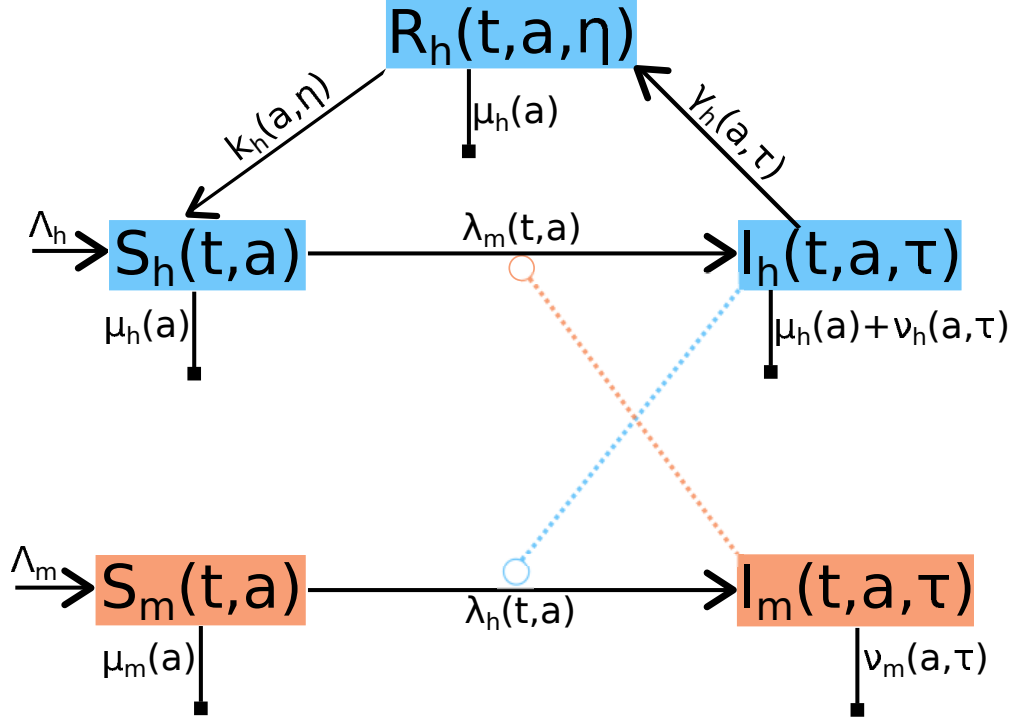 Rₕ(t,a,η)
μₕ(a)
kₕ(a,η)
γₕ(a,τ)
Λₕ
Sₕ(t,a)
λₘ(t,a)
Iₕ(t,a,τ)
μₕ(a)
μₕ(a)+νₕ(a,τ)
Λₘ
Sₘ(t,a)
λₕ(t,a)
Iₘ(t,a,τ)
μₘ(a)
νₘ(a,τ)